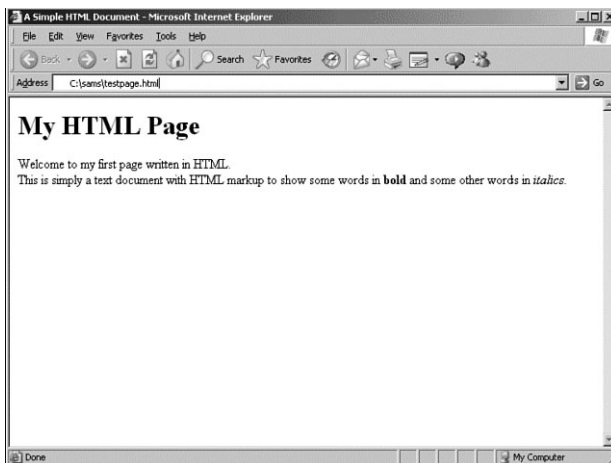 A Simple HTML Document - Microsoft Internet Explorer
File Edit View Favorites Tools Help
Back Search Favorites
Address C:\sams\testpage.html Go
My HTML Page
Welcome to my first page written in HTML.
This is simply a text document with HTML markup to show some words in bold and some other words in italics.
Done My Computer